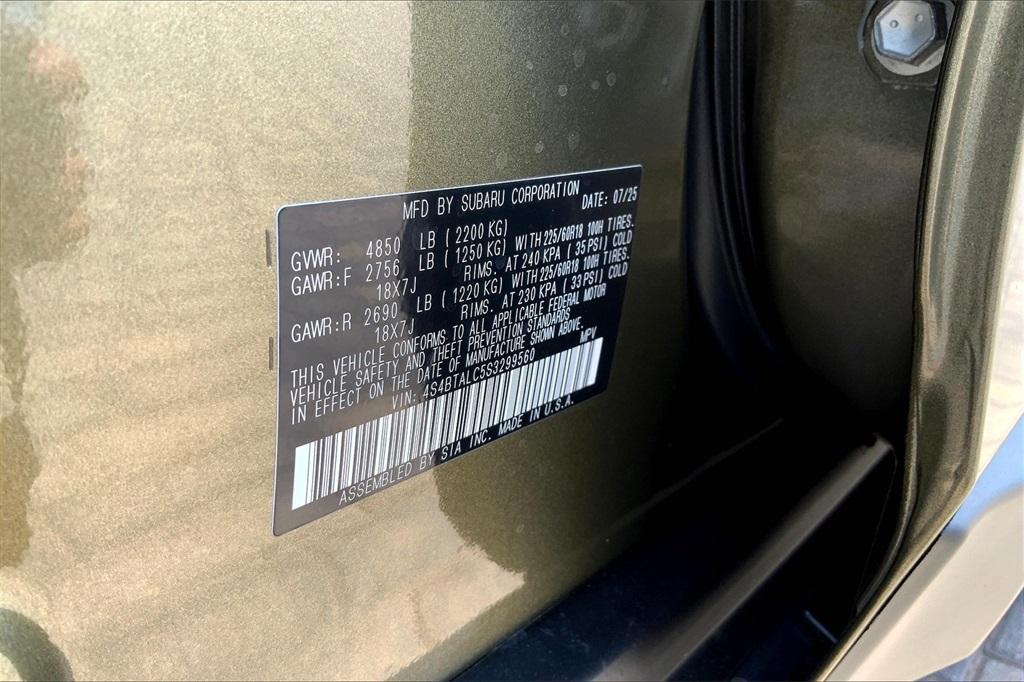 MFD BY SUBARU CORPORATION DATE: 07/25
GVWR: 4850 LB (2200 KG)
GAWR:F 2756 LB (1250 KG) WITH 225/60R18 100H TIRES.
18X7J RIMS. AT 240 KPA (35 PSI) COLD
GAWR:R 2690 LB (1220 KG) WITH 225/60R18 100H TIRES.
18X7J RIMS. AT 230 KPA (33 PSI) COLD
THIS VEHICLE CONFORMS TO ALL APPLICABLE FEDERAL MOTOR
VEHICLE SAFETY AND THEFT PREVENTION STANDARDS
IN EFFECT ON THE DATE OF MANUFACTURE SHOWN ABOVE.
VIN: 4S4BTALC5S3299560 MPV
ASSEMBLED BY SIA INC. MADE IN U.S.A.